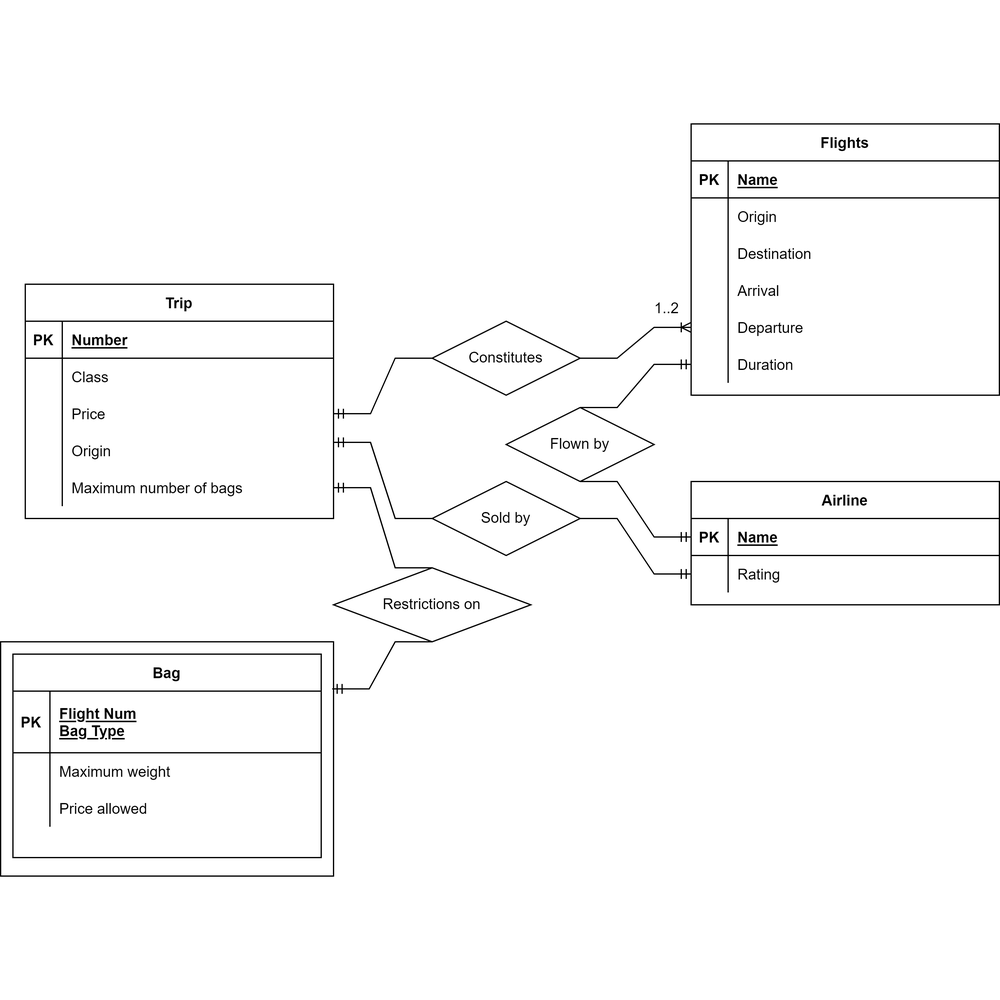 Flights
PK Name
Origin
Destination
Arrival
Departure
Duration
1..2
Trip
PK Number
Class
Price
Origin
Maximum number of bags
Constitutes
Flown by
Sold by
Restrictions on
Airline
PK Name
Rating
Bag
PK Flight Num
Bag Type
Maximum weight
Price allowed